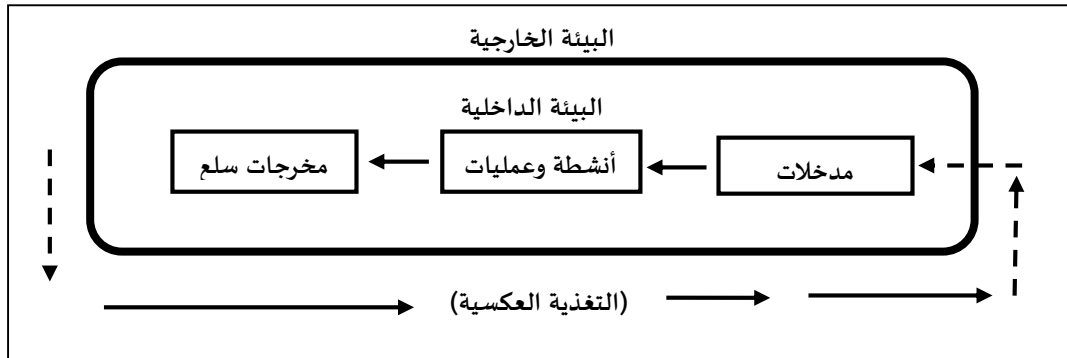 البيئة الخارجية
البيئة الداخلية
مدخلات
أنشطة وعمليات
مخرجات سلع
(التغذية العكسية)